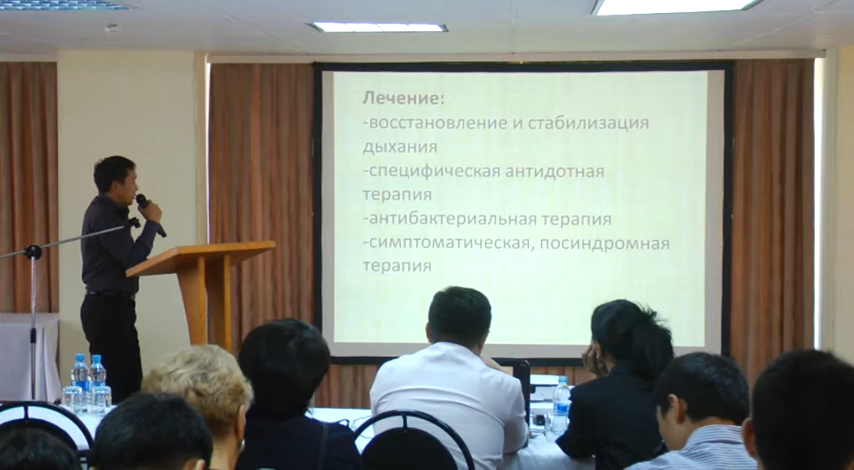 Лечение:
-восстановление и стабилизация
дыхания
-специфическая антидотная
терапия
-антибактериальная терапия
-симптоматическая, посиндромная
терапия